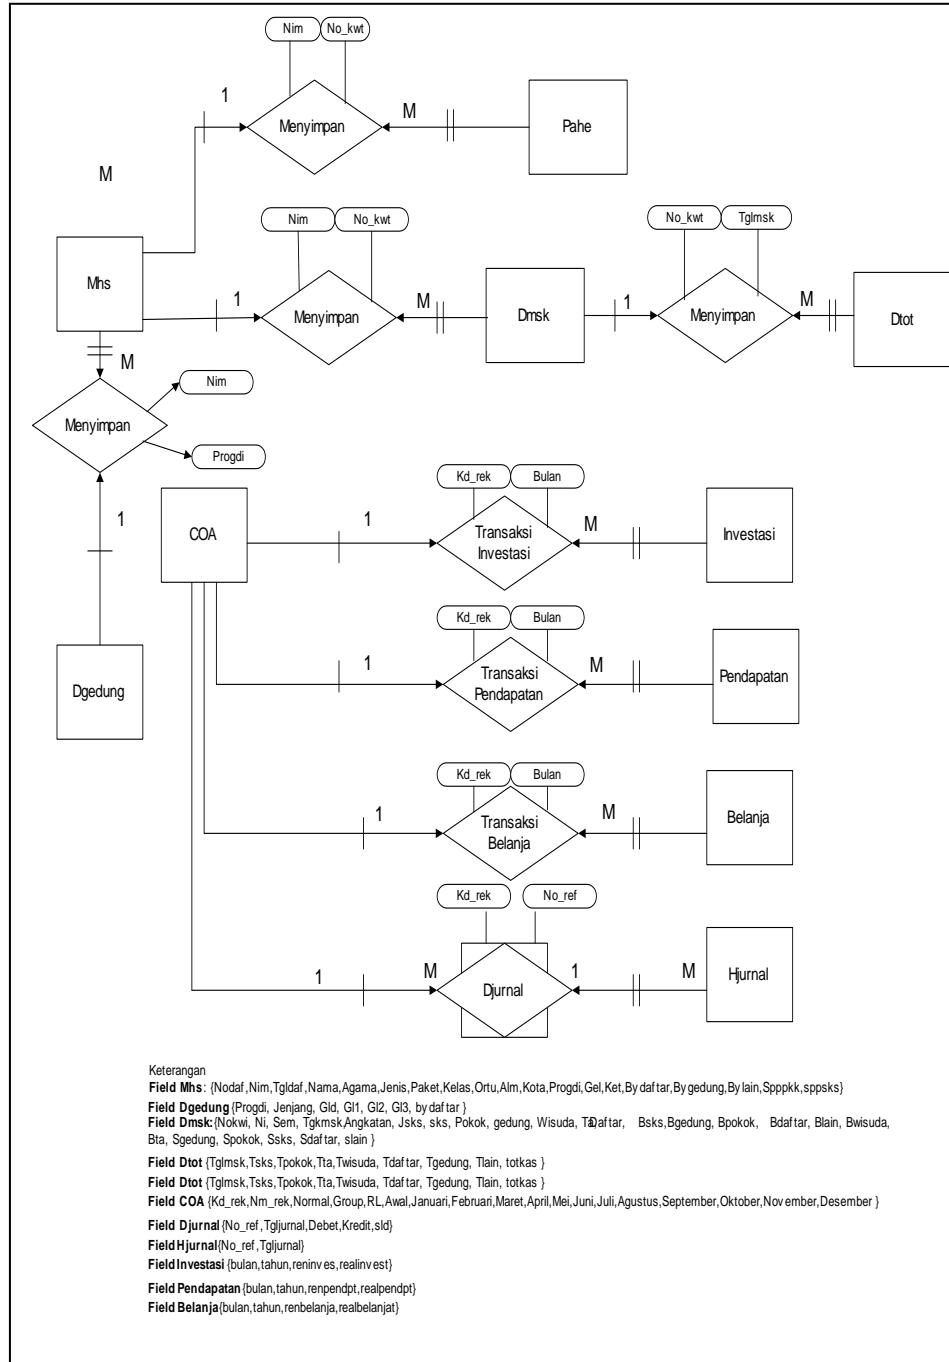 Nim
No_kwt
1
M
Menyimpan
Pahe
M
Nim
No_kwt
No_kwt
Tglmsk
Mhs
1
M
Menyimpan
Dmsk
1
M
Menyimpan
Dtot
M
Nim
Menyimpan
Progdi
1
Dgedung
COA
Kd_rek
Bulan
1
M
Transaksi
Investasi
Investasi
Kd_rek
Bulan
1
M
Transaksi
Pendapatan
Pendapatan
Kd_rek
Bulan
1
M
Transaksi
Belanja
Belanja
Kd_rek
No_ref
1
M
1
M
Djurnal
Hjurnal
Keterangan
Field Mhs: {Nodaf,Nim,Tgldaf,Nama,Agama,Jenis,Paket,Kelas,Ortu,Alm,Kota,Progdi,Gel,Ket,Bydaftar,Bygedung,Bylain,Spppkk,sppsks}
Field Dgedung {Progdi, Jenjang, Gld, Gl1, Gl2, Gl3, bydaftar }
Field Dmsk: {Nokwi, Ni, Sem, Tgkmsk,Angkatan, Jsks, sks, Pokok, gedung, Wisuda, Daftar, Bsks,Bgedung, Bpokok, Bdaftar, Blain, Bwisuda,
Bta, Sgedung, Spokok, Ssks, Sdaftar, slain }
Field Dtot {Tglmsk,Tsks,Tpokok,Tta,Twisuda, Tdaftar, Tgedung, Tlain, totkas }
Field Dtot {Tglmsk,Tsks,Tpokok,Tta,Twisuda, Tdaftar, Tgedung, Tlain, totkas }
Field COA {Kd_rek,Nm_rek,Normal,Group,RL,Awal,Januari,Februari,Maret,April,Mei,Juni,Juli,Agustus,September,Oktober,November,Desember }
Field Djurnal {No_ref,Tgljurnal,Debet,Kredit,sld}
Field Hjurnal {No_ref,Tgljurnal}
Field Investasi {bulan,tahun,reninves,realinvest}
Field Pendapatan {bulan,tahun,renpendpt,realpendpt}
Field Belanja {bulan,tahun,renbelanja,realbelanjat}